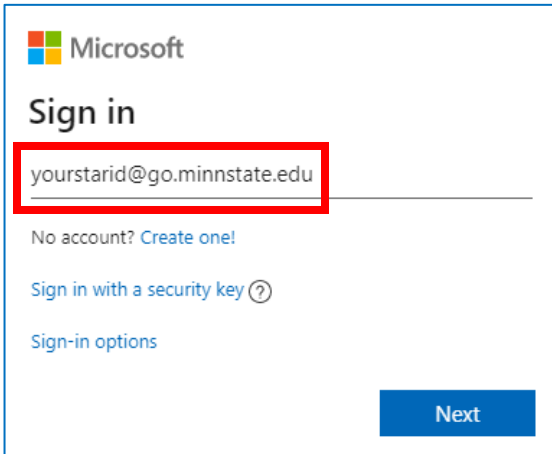 Microsoft
Sign in
yourstarid@go.minnstate.edu
No account? Create one!
Sign in with a security key ?
Sign-in options
Next